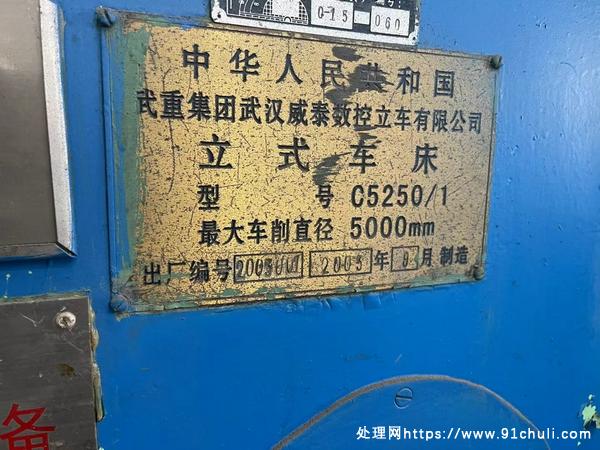 015 060
中华人民共和国
武重集团武汉威泰数控立车有限公司
立式车床
型号 C5250/1
最大车削直径 5000mm
出厂编号 2005 年 月 制造
备
处理网https://www.91chuli.com/